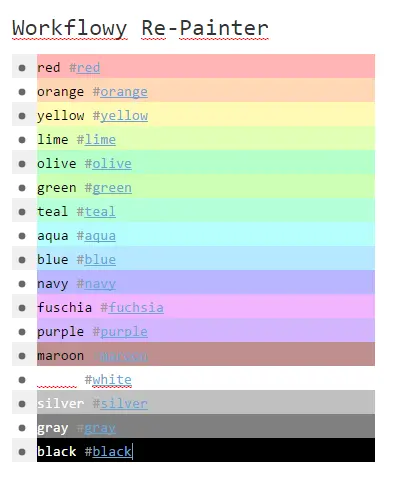 Workflowy Re-Painter
red #red
orange #orange
yellow #yellow
lime #lime
olive #olive
green #green
teal #teal
aqua #aqua
blue #blue
navy #navy
fuschia #fuchsia
purple #purple
maroon #maroon
#white
silver #silver
gray #gray
black #black